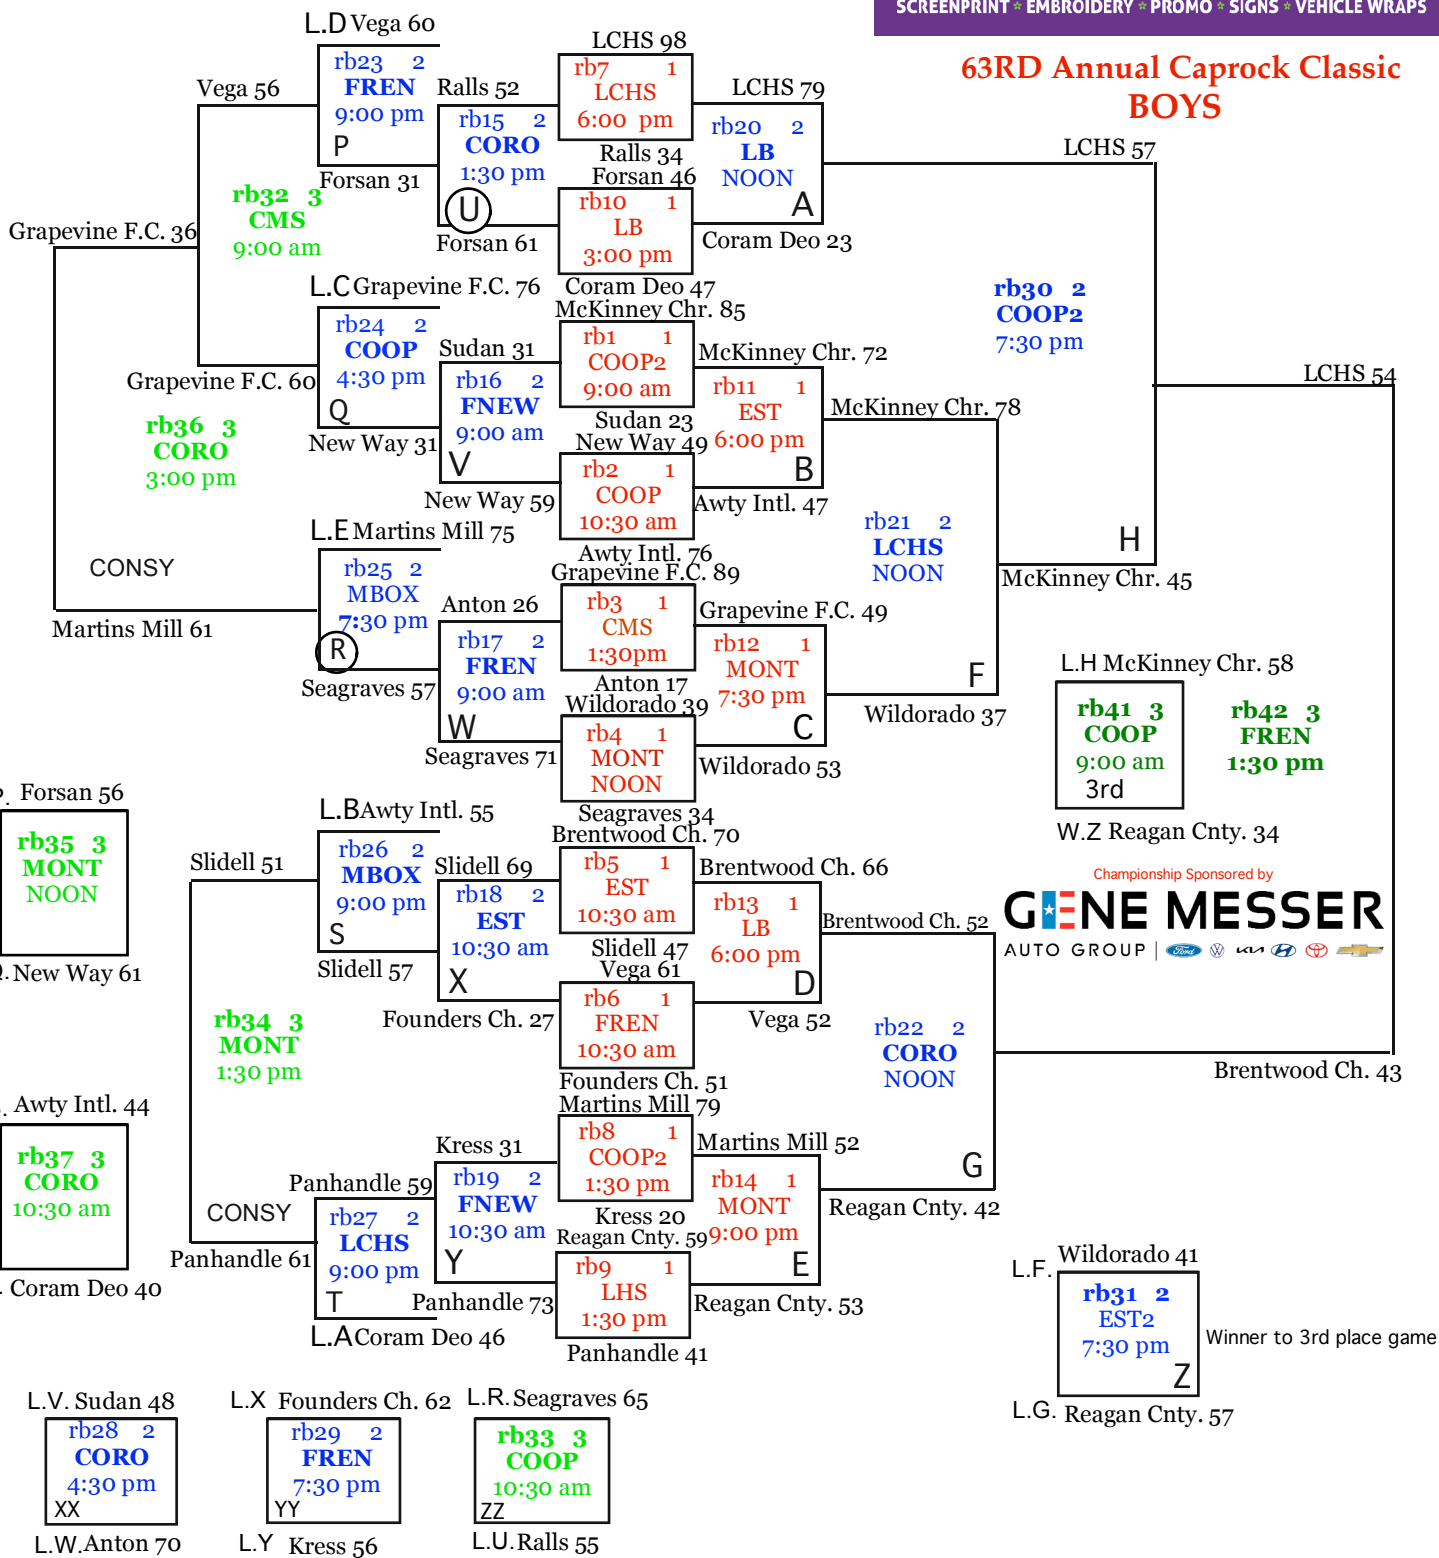 SCREENPRINT * EMBROIDERY * PROMO * SIGNS * VEHICLE WRAPS
63RD Annual Caprock Classic
BOYS
L.D Vega 60
rb23 2
FREN
9:00 pm
P
Forsan 31
Vega 56
rb32 3
CMS
9:00 am
Grapevine F.C. 36
L.C Grapevine F.C. 76
rb24 2
COOP
4:30 pm
Q
New Way 31
Grapevine F.C. 60
rb36 3
CORO
3:00 pm
CONSY
Martins Mill 61
L.E Martins Mill 75
rb25 2
MBOX
7:30 pm
R
Seagraves 57
Ralls 52
rb15 2
CORO
1:30 pm
U
Forsan 61
Sudan 31
rb16 2
FNEW
9:00 am
V
New Way 59
Anton 26
rb17 2
FREN
9:00 am
W
Seagraves 71
LCHS 98
rb7 1
LCHS
6:00 pm
Ralls 34
Forsan 46
rb10 1
LB
3:00 pm
Coram Deo 47
McKinney Chr. 85
rb1 1
COOP2
9:00 am
Sudan 23
New Way 49
rb2 1
COOP
10:30 am
Awty Intl. 76
Grapevine F.C. 89
rb3 1
CMS
1:30pm
Anton 17
Wildorado 39
rb4 1
MONT
NOON
Seagraves 34
LCHS 79
rb20 2
LB
NOON
A
Coram Deo 23
McKinney Chr. 72
rb11 1
EST
6:00 pm
B
Awty Intl. 47
Grapevine F.C. 49
rb12 1
MONT
7:30 pm
C
Wildorado 53
LCHS 57
rb30 2
COOP2
7:30 pm
H
McKinney Chr. 45
McKinney Chr. 78
rb21 2
LCHS
NOON
F
Wildorado 37
LCHS 54
L.H McKinney Chr. 58
rb41 3
COOP
9:00 am
3rd
W.Z Reagan Cnty. 34
rb42 3
FREN
1:30 pm
Championship Sponsored by
GENE MESSER
AUTO GROUP | Ford KIA
Brentwood Ch. 43
P. Forsan 56
rb35 3
MONT
NOON
Q. New Way 61
Awty Intl. 44
rb37 3
CORO
10:30 am
Coram Deo 40
Slidell 51
rb34 3
MONT
1:30 pm
CONSY
Panhandle 61
L.B Awty Intl. 55
rb26 2
MBOX
9:00 pm
S
Slidell 57
Panhandle 59
rb27 2
LCHS
9:00 pm
T
L.A Coram Deo 46
Slidell 69
rb18 2
EST
10:30 am
X
Founders Ch. 27
Kress 31
rb19 2
FNEW
10:30 am
Y
Panhandle 73
Brentwood Ch. 70
rb5 1
EST
10:30 am
Slidell 47
Vega 61
rb6 1
FREN
10:30 am
Founders Ch. 51
Martins Mill 79
rb8 1
COOP2
1:30 pm
Kress 20
Reagan Cnty. 59
rb9 1
LHS
1:30 pm
Panhandle 41
Brentwood Ch. 66
rb13 1
LB
6:00 pm
D
Vega 52
Martins Mill 52
rb14 1
MONT
9:00 pm
E
Reagan Cnty. 53
Brentwood Ch. 52
rb22 2
CORO
NOON
G
Reagan Cnty. 42
Wildorado 41
L.F.
rb31 2
EST2
7:30 pm
Z
Winner to 3rd place game
L.G. Reagan Cnty. 57
L.V. Sudan 48
rb28 2
CORO
4:30 pm
XX
L.W. Anton 70
L.X Founders Ch. 62
rb29 2
FREN
7:30 pm
YY
L.Y Kress 56
L.R. Seagraves 65
rb33 3
COOP
10:30 am
ZZ
L.U. Ralls 55